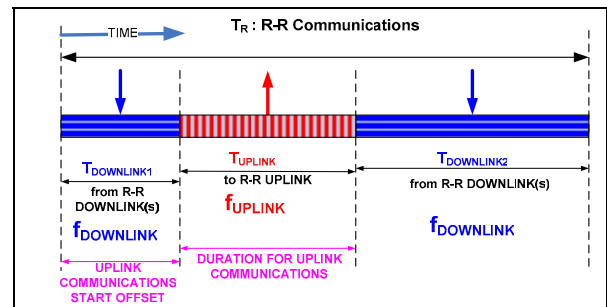 TIME
T_R : R-R Communications
T_DOWNLINK1
from R-R
DOWNLINK(s)
f_DOWNLINK
T_UPLINK
to R-R UPLINK
f_UPLINK
T_DOWNLINK2
from R-R DOWNLINK(s)
f_DOWNLINK
UPLINK
COMMUNICATIONS
START OFFSET
DURATION FOR UPLINK
COMMUNICATIONS